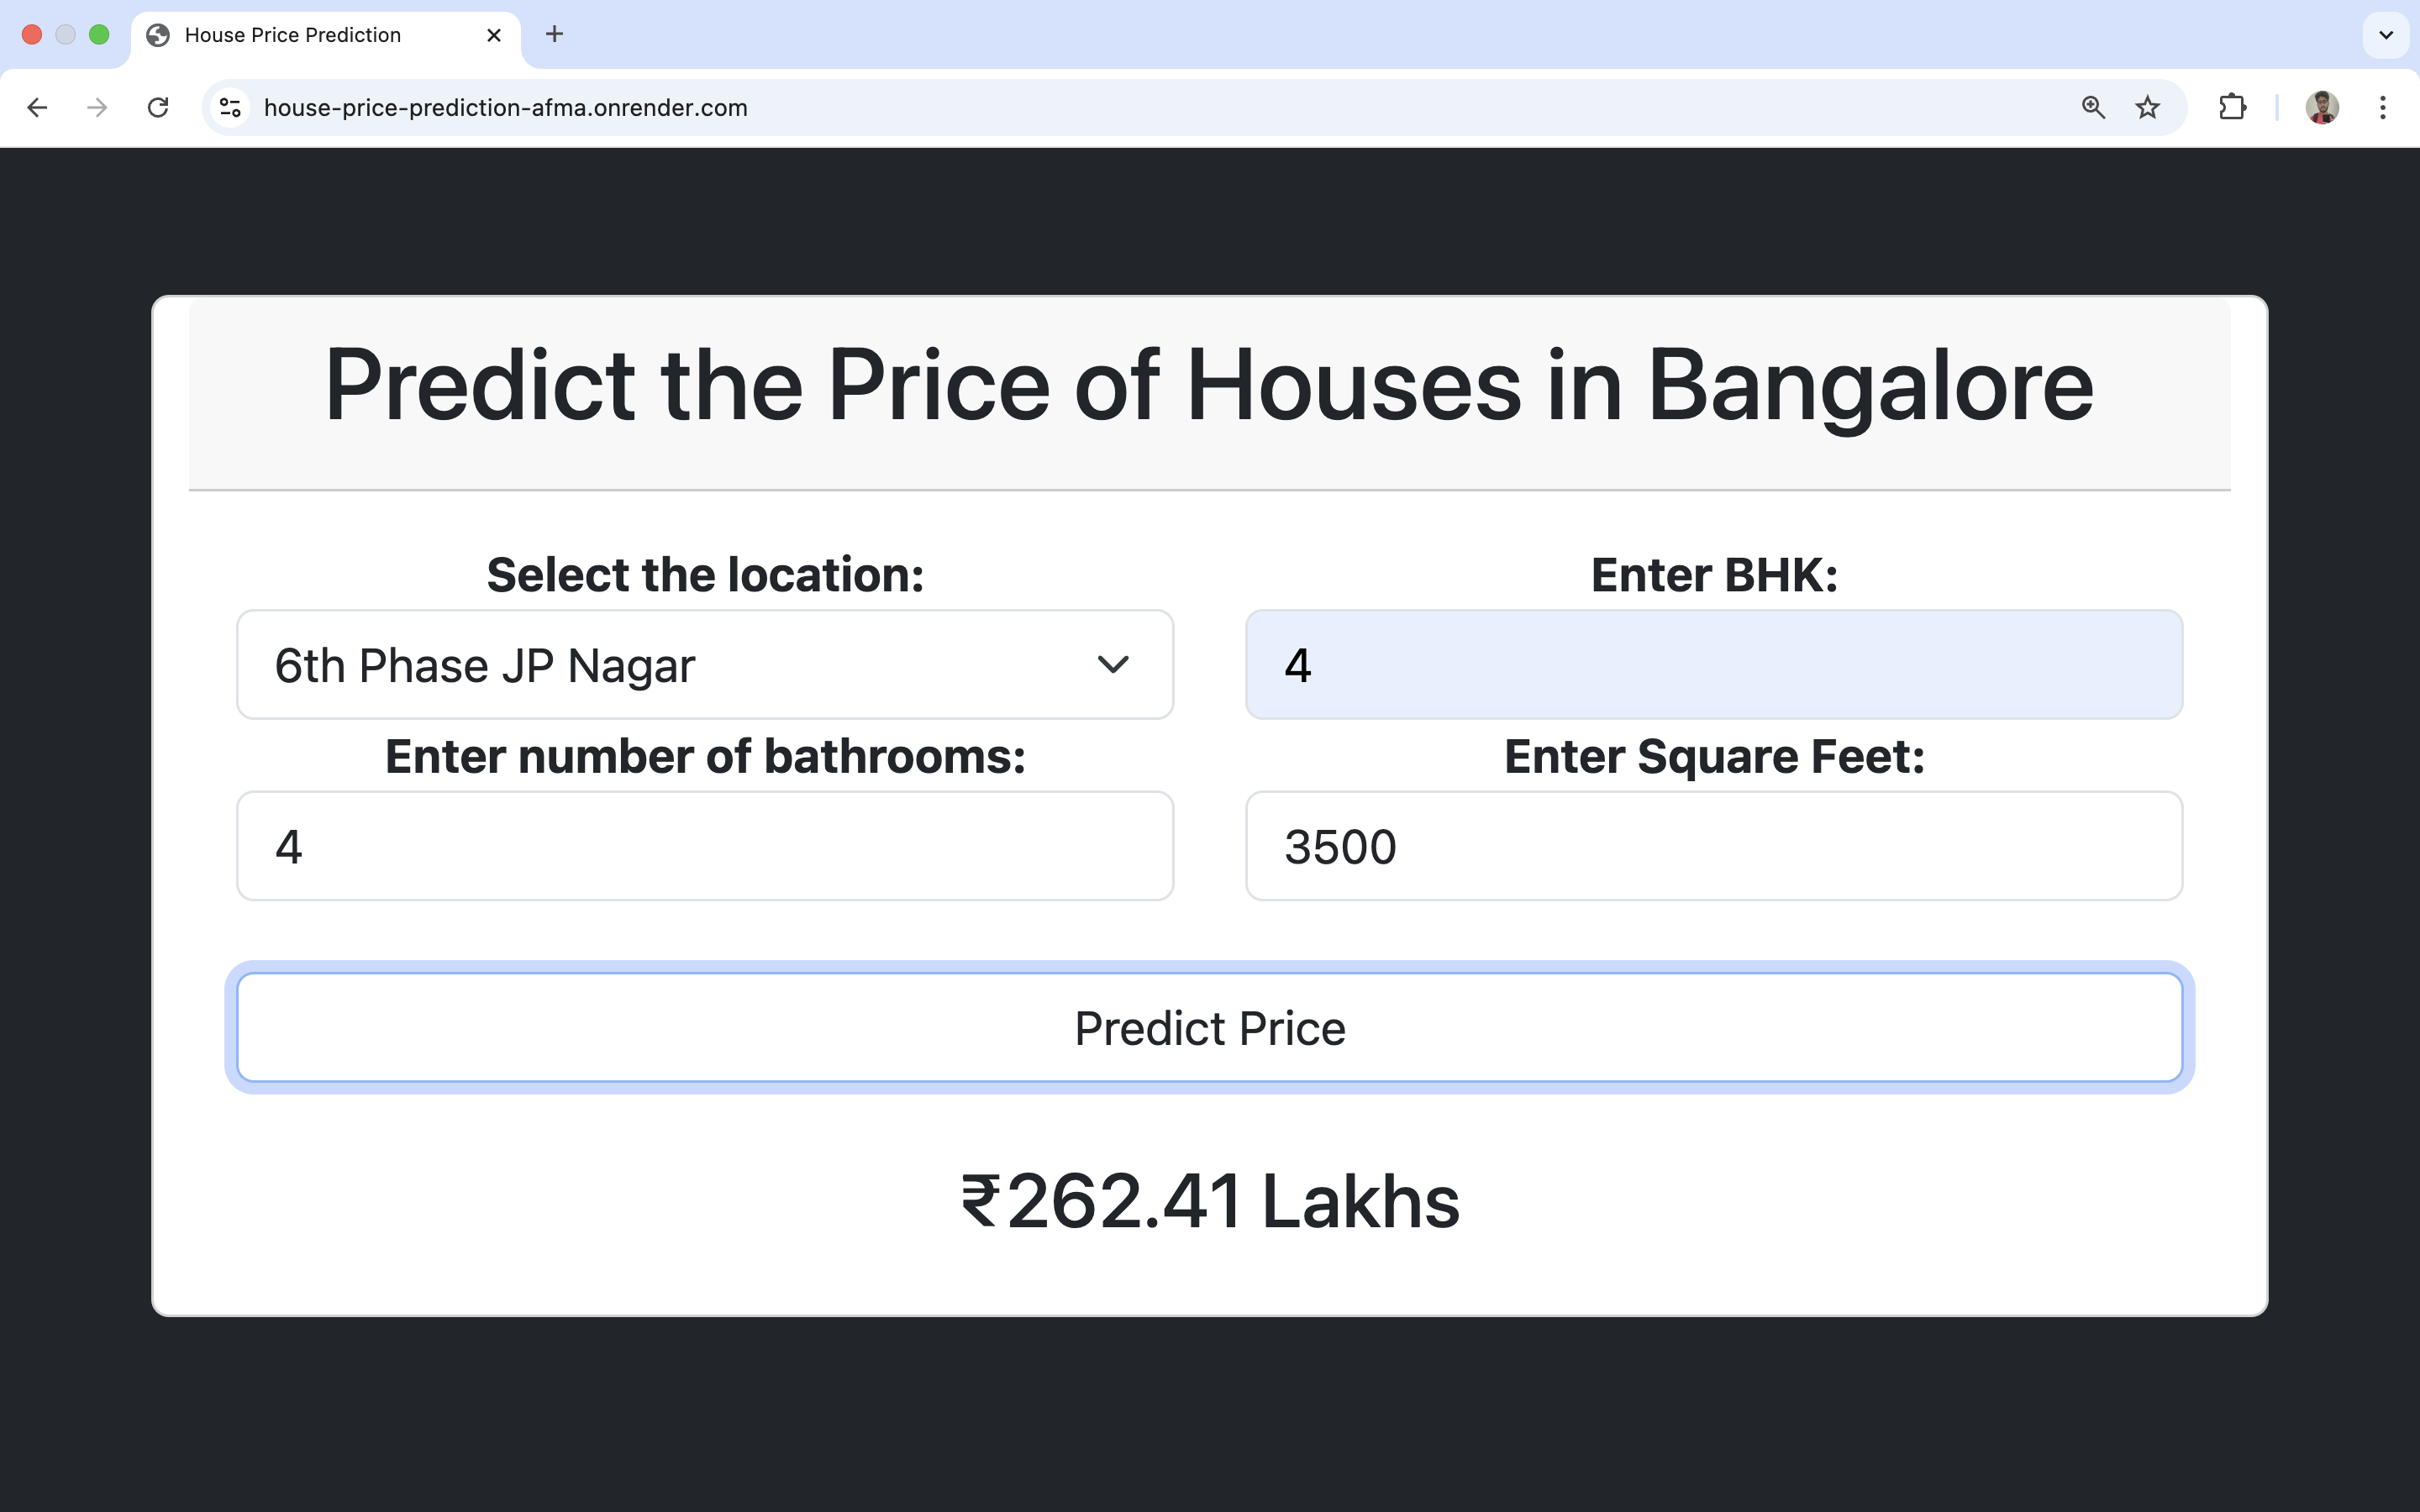 House Price Prediction
house-price-prediction-afma.onrender.com
Predict the Price of Houses in Bangalore
Select the location:
Enter BHK:
6th Phase JP Nagar
4
Enter number of bathrooms:
Enter Square Feet:
4
3500
Predict Price
₹262.41 Lakhs